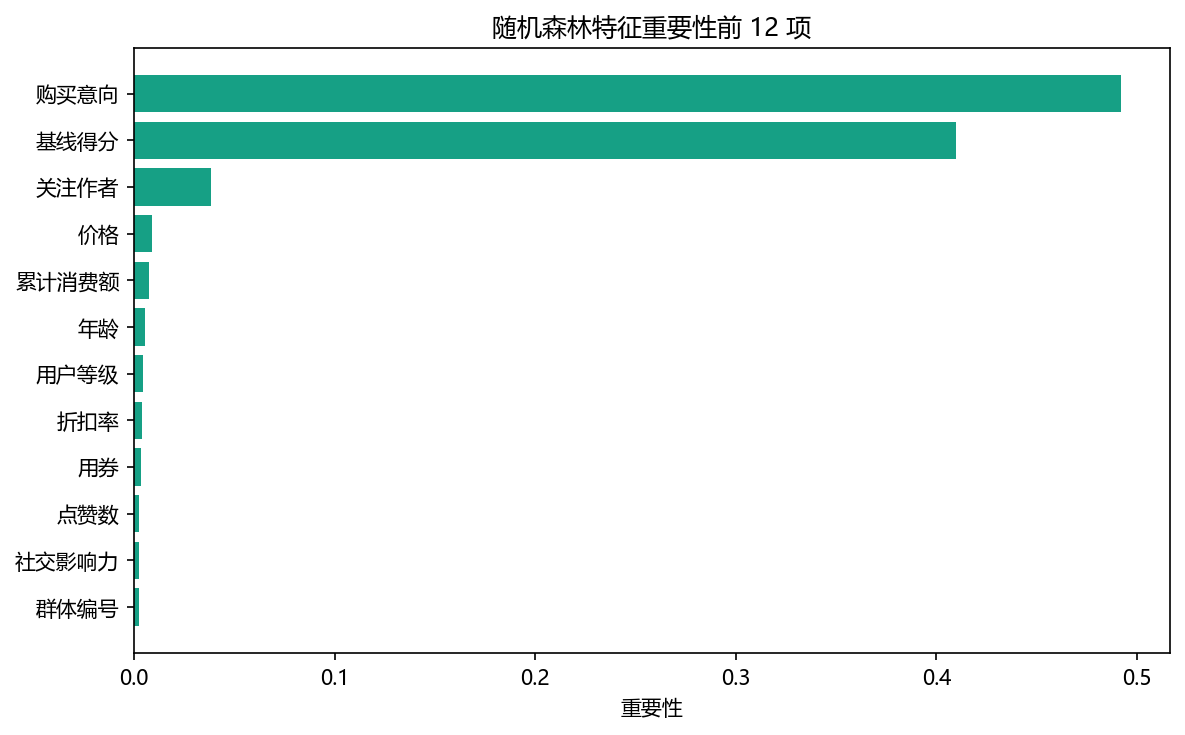 随机森林特征重要性前 12 项
购买意向
基线得分
关注作者
价格
累计消费额
年龄
用户等级
折扣率
用券
点赞数
社交影响力
群体编号
0.0 0.1 0.2 0.3 0.4 0.5
重要性